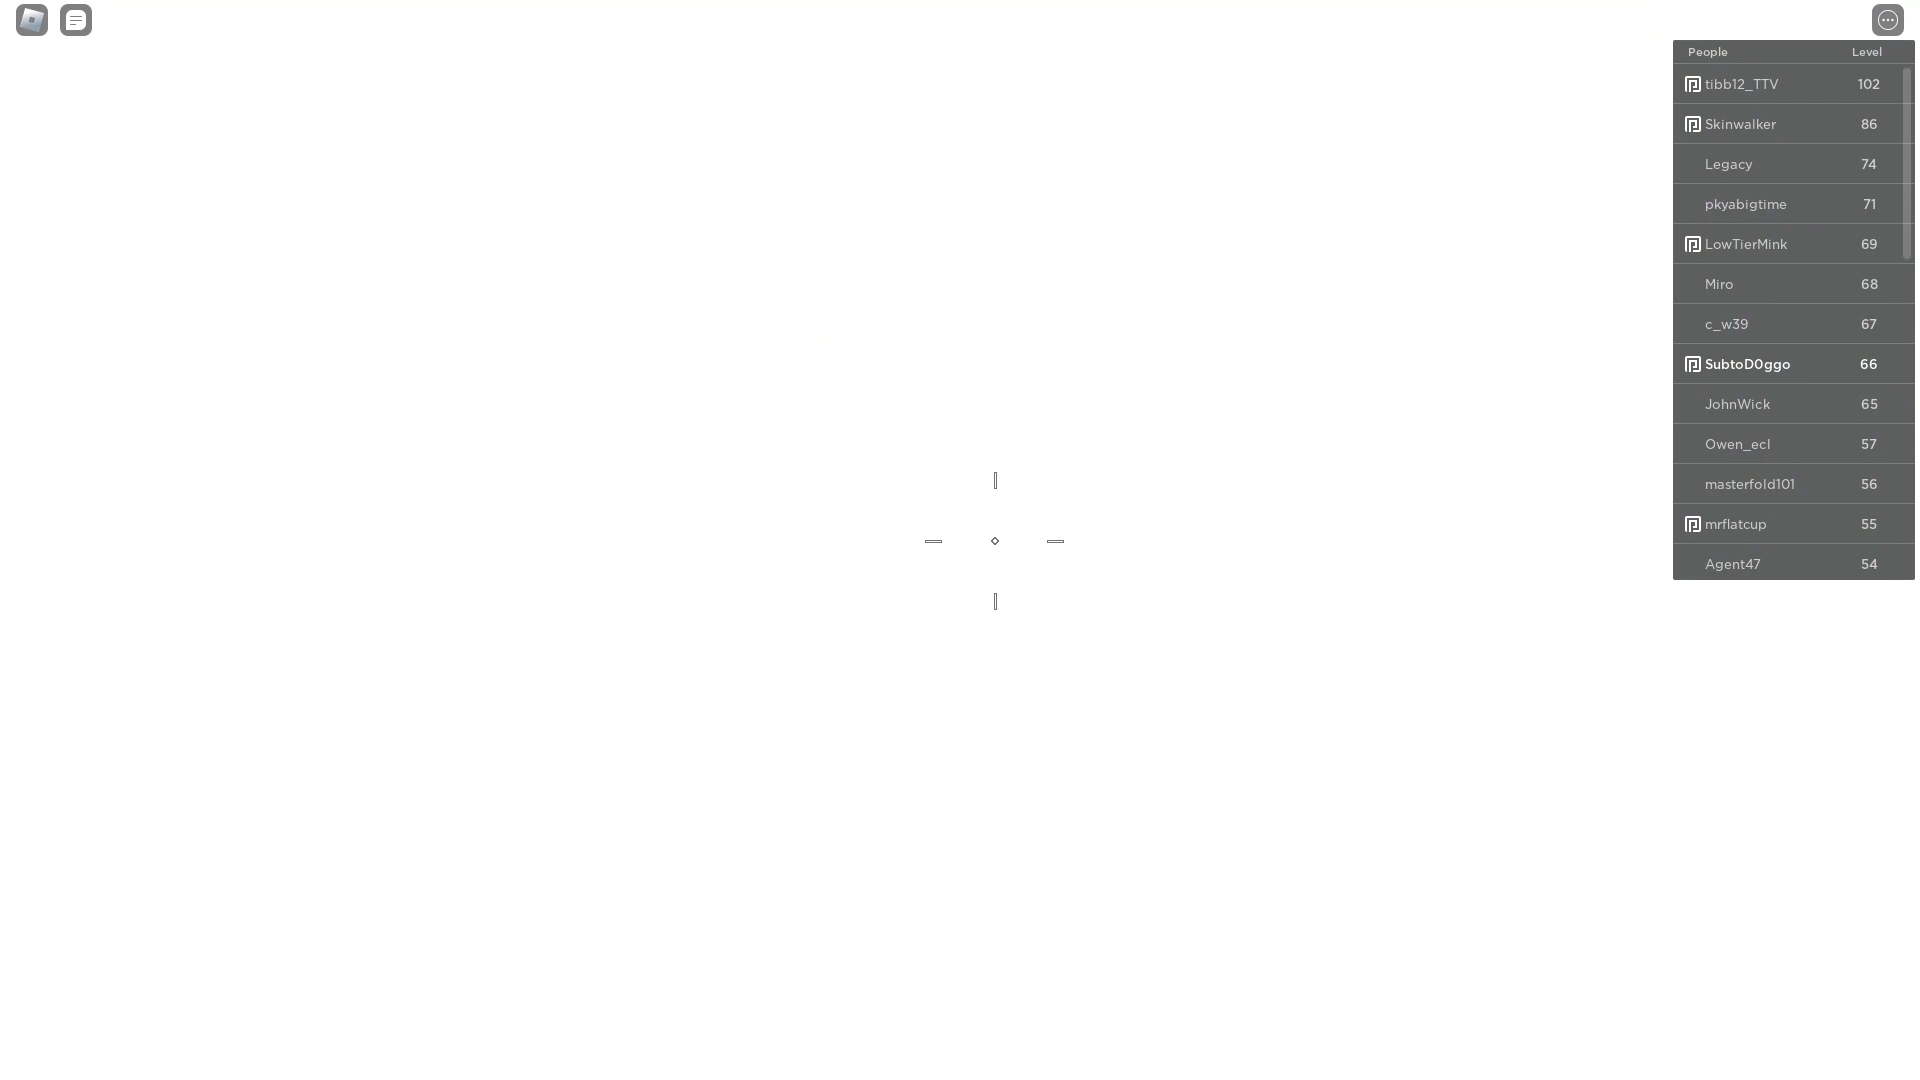 People Level
tibb12_TTV 102
Skinwalker 86
Legacy 74
pkyabigtime 71
LowTierMink 69
Miro 68
c_w39 67
SubtoD0ggo 66
JohnWick 65
Owen_ecl 57
masterfold101 56
mrflatcup 55
Agent47 54